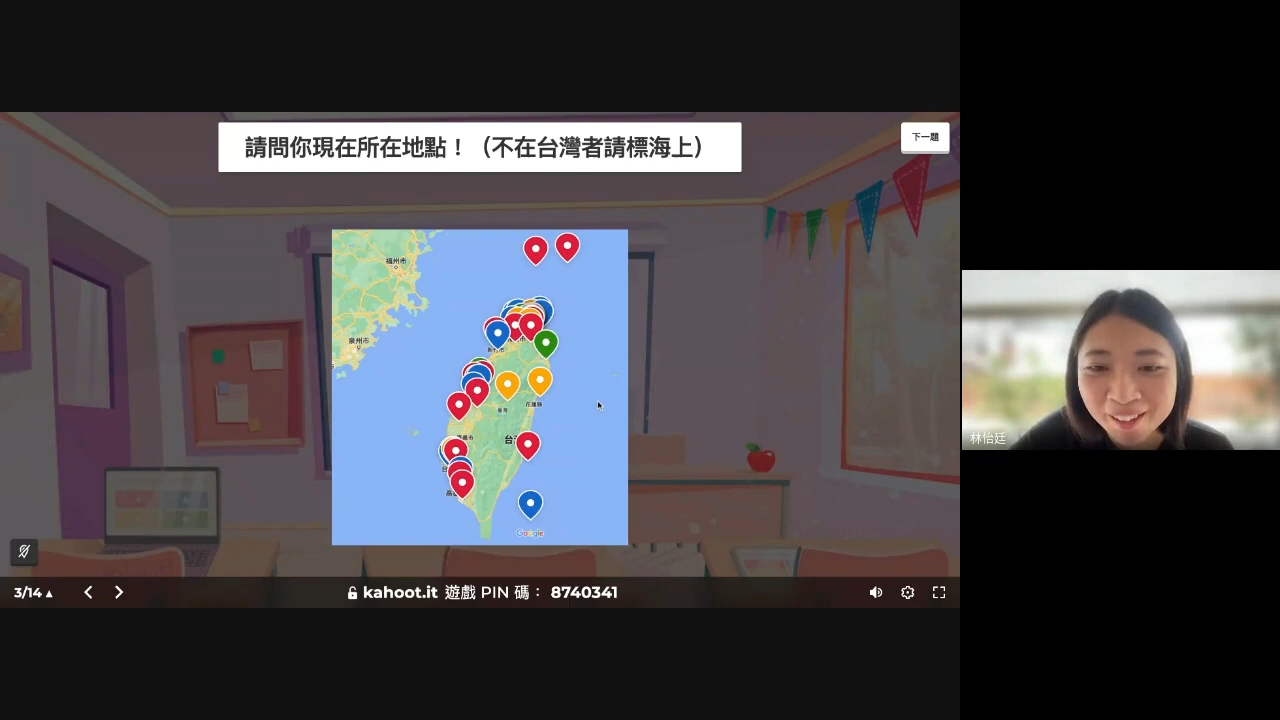 請問你現在所在地點！（不在台灣者請標海上）
下一題
福州市
泉州市
臺灣
花蓮縣
Google
林怡廷
3/14
kahoot.it 遊戲 PIN 碼： 8740341